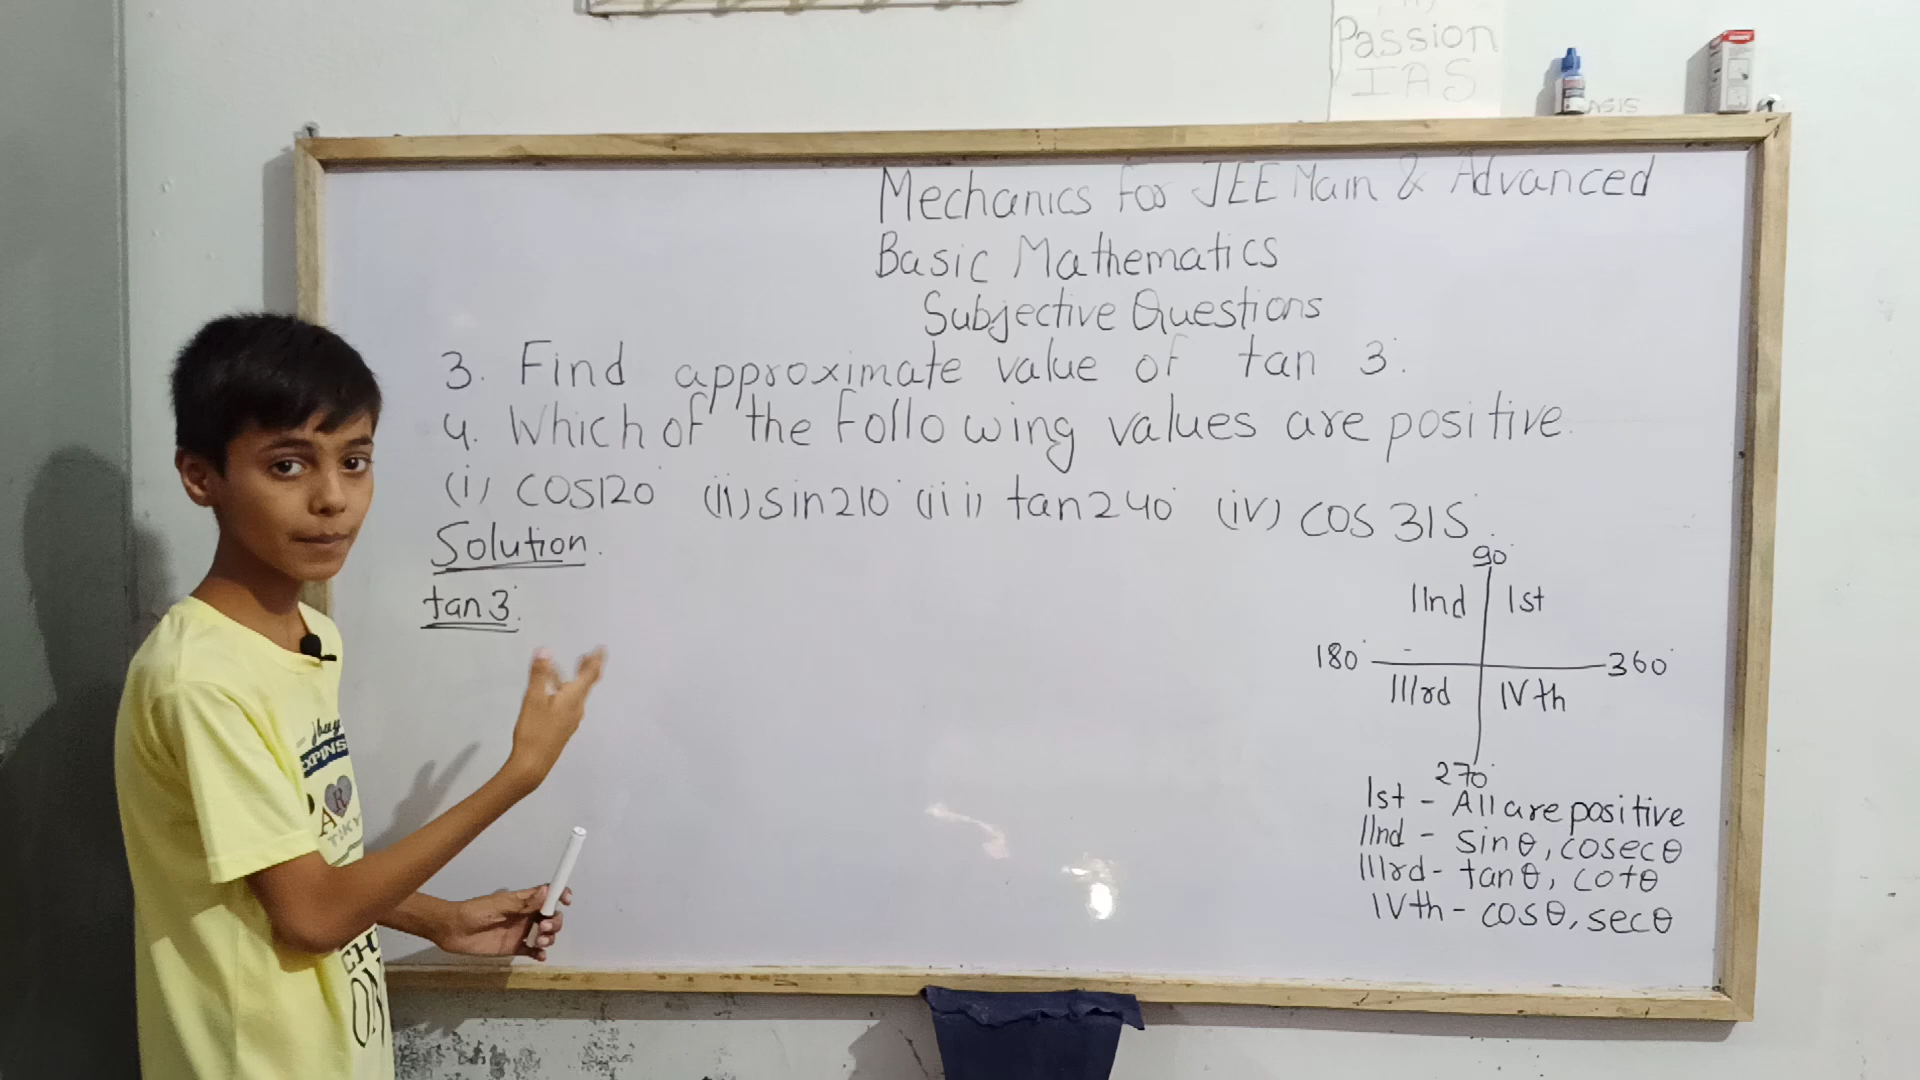 Passion
IAS
Mechanics for JEE Main & Advanced
Basic Mathematics
Subjective Questions
3. Find approximate value of tan 3°.
4. Which of the following values are positive.
(i) cos120° (ii) sin210° (iii) tan240° (iv) cos 315°.
Solution.
tan3°.
90°
IInd Ist
180° 360°
IIIrd IVth
270°
Ist - All are positive
IInd - sinθ, cosecθ
IIIrd - tanθ, cotθ
IVth - cosθ, secθ